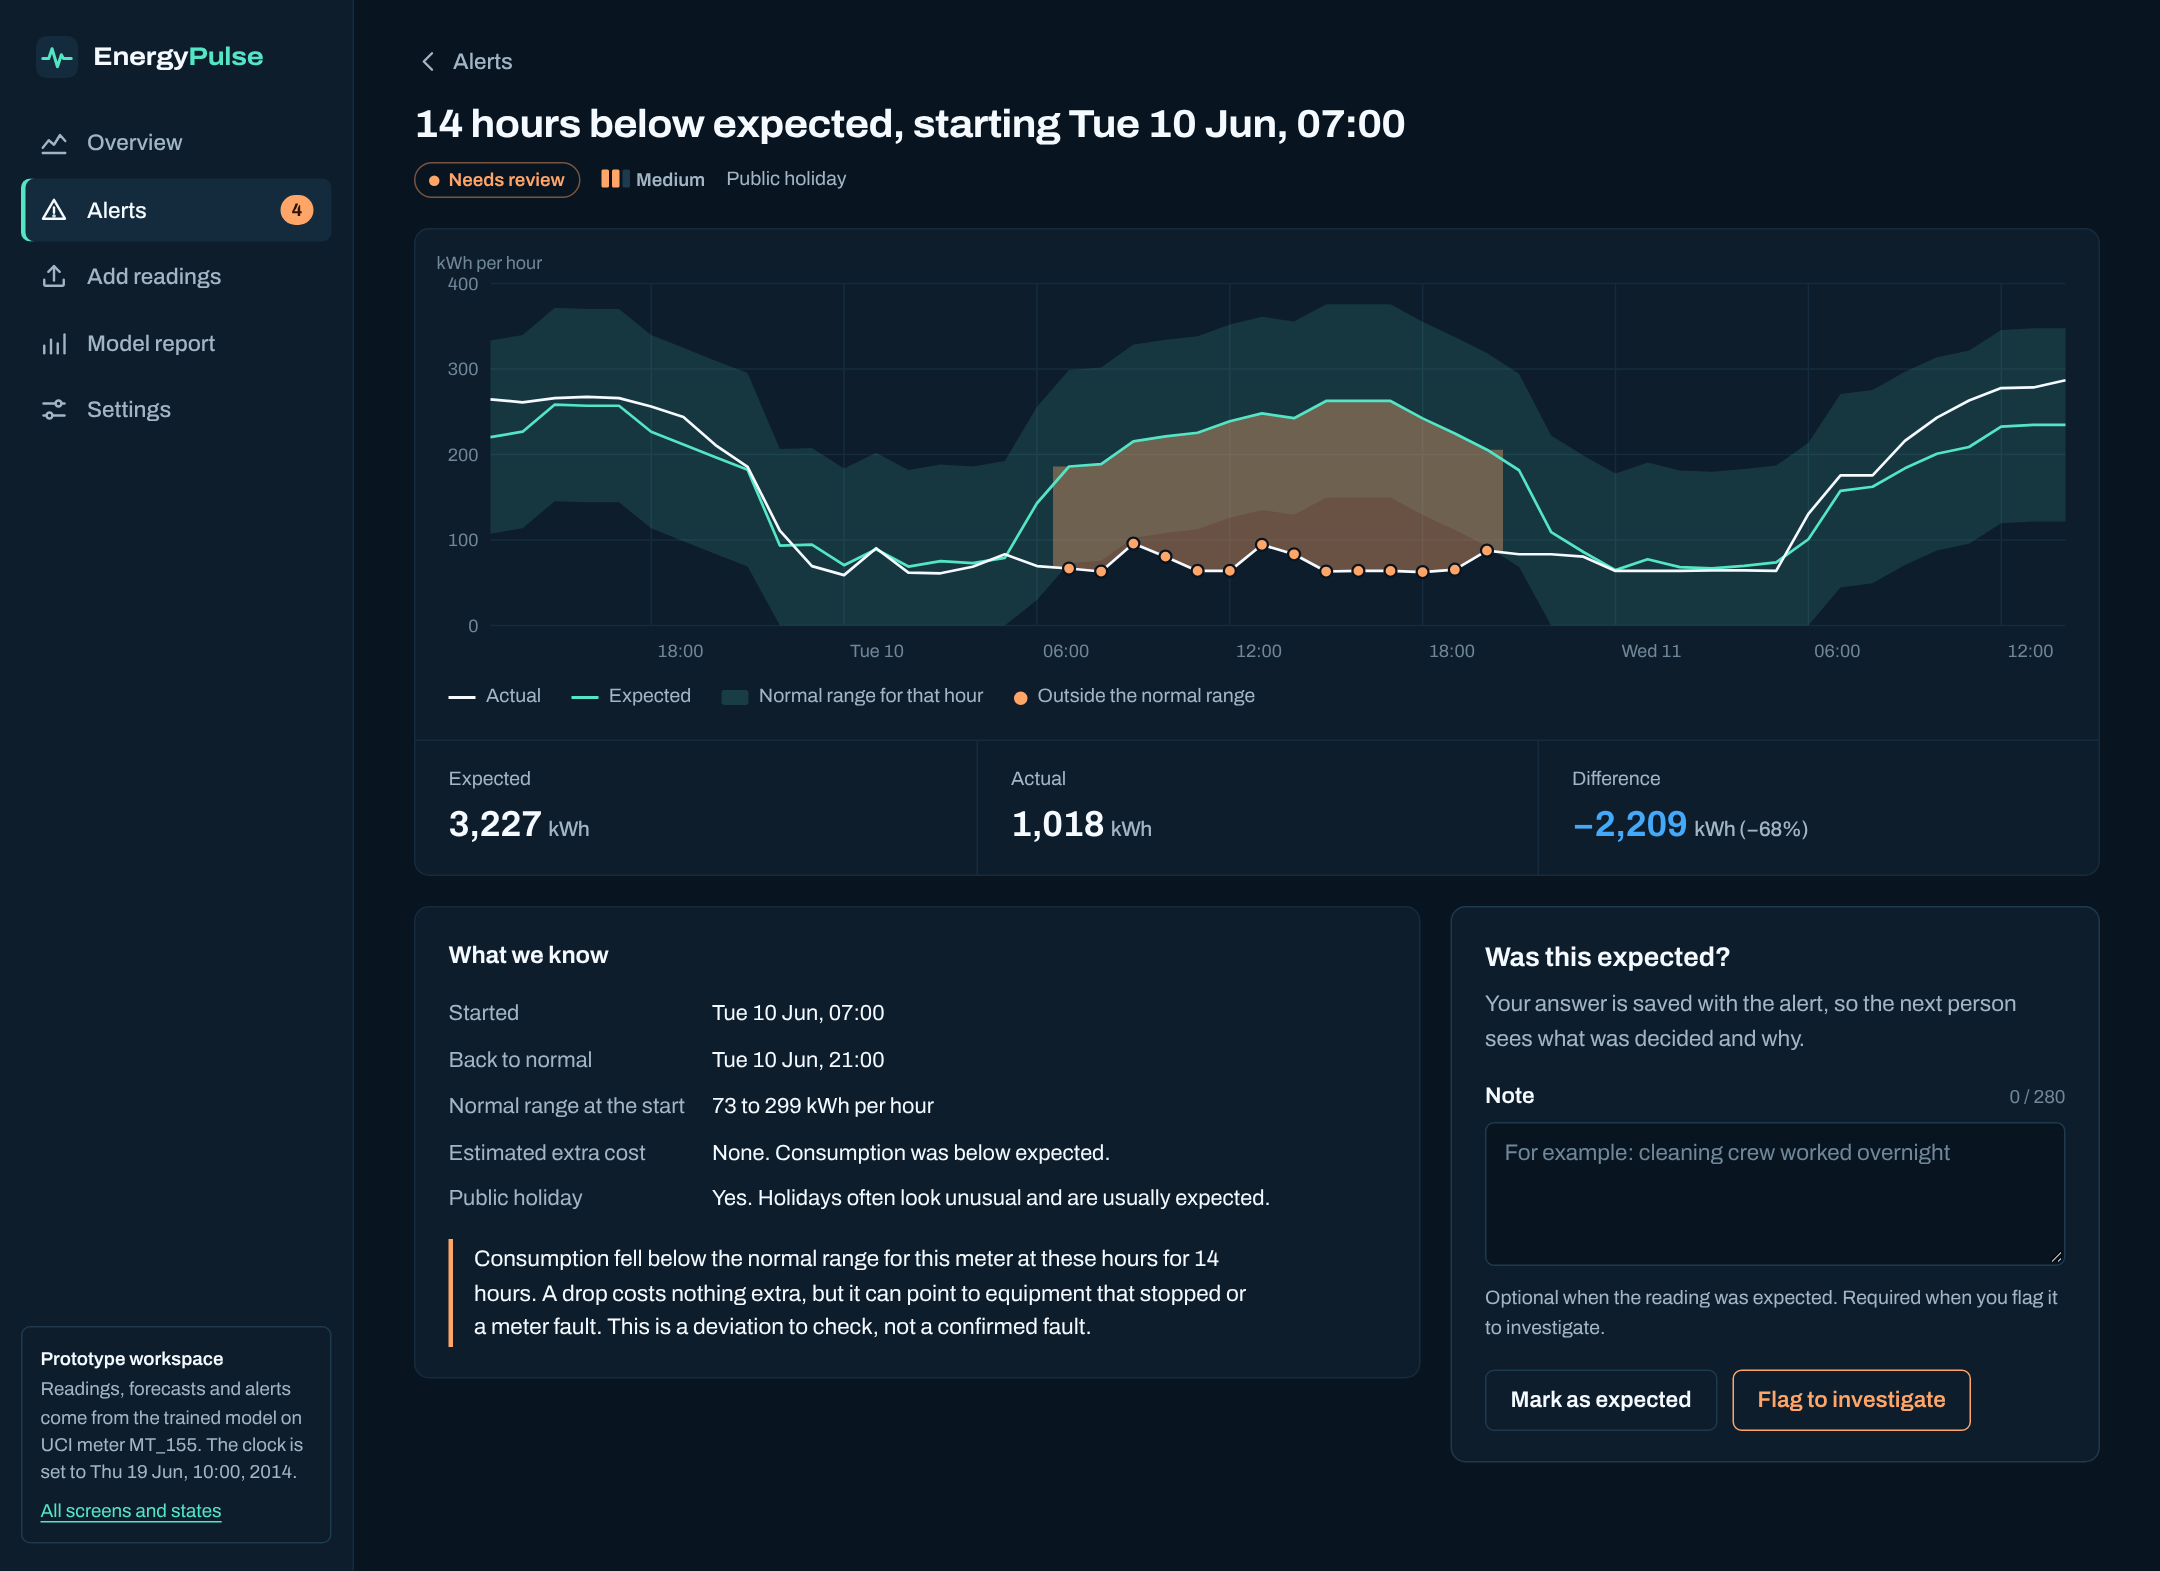 EnergyPulse
Overview
Alerts
4
Add readings
Model report
Settings
Prototype workspace
Readings, forecasts and alerts
come from the trained model on
UCI meter MT_155. The clock is
set to Thu 19 Jun, 10:00, 2014.
All screens and states
Alerts
14 hours below expected, starting Tue 10 Jun, 07:00
Needs review
Medium
Public holiday
kWh per hour
400
300
200
100
0
18:00
Tue 10
06:00
12:00
18:00
Wed 11
06:00
12:00
Actual
Expected
Normal range for that hour
Outside the normal range
Expected
3,227 kWh
Actual
1,018 kWh
Difference
−2,209 kWh (−68%)
What we know
Started
Tue 10 Jun, 07:00
Back to normal
Tue 10 Jun, 21:00
Normal range at the start
73 to 299 kWh per hour
Estimated extra cost
None. Consumption was below expected.
Public holiday
Yes. Holidays often look unusual and are usually expected.
Consumption fell below the normal range for this meter at these hours for 14
hours. A drop costs nothing extra, but it can point to equipment that stopped or
a meter fault. This is a deviation to check, not a confirmed fault.
Was this expected?
Your answer is saved with the alert, so the next person
sees what was decided and why.
Note
0 / 280
For example: cleaning crew worked overnight
Optional when the reading was expected. Required when you flag it
to investigate.
Mark as expected
Flag to investigate